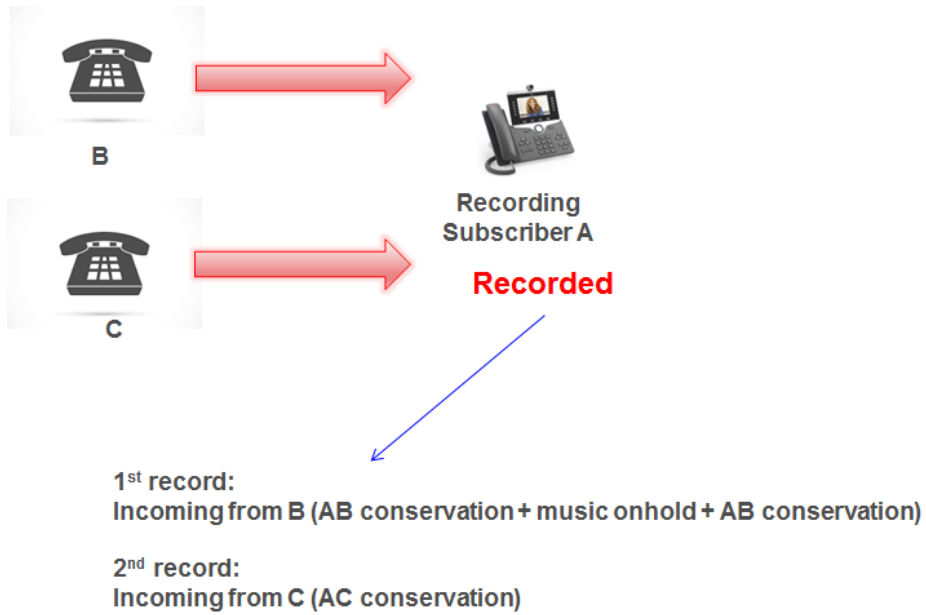 B
Recording
Subscriber A
Recorded
C
1st record:
Incoming from B (AB conservation + music onhold + AB conservation)
2nd record:
Incoming from C (AC conservation)